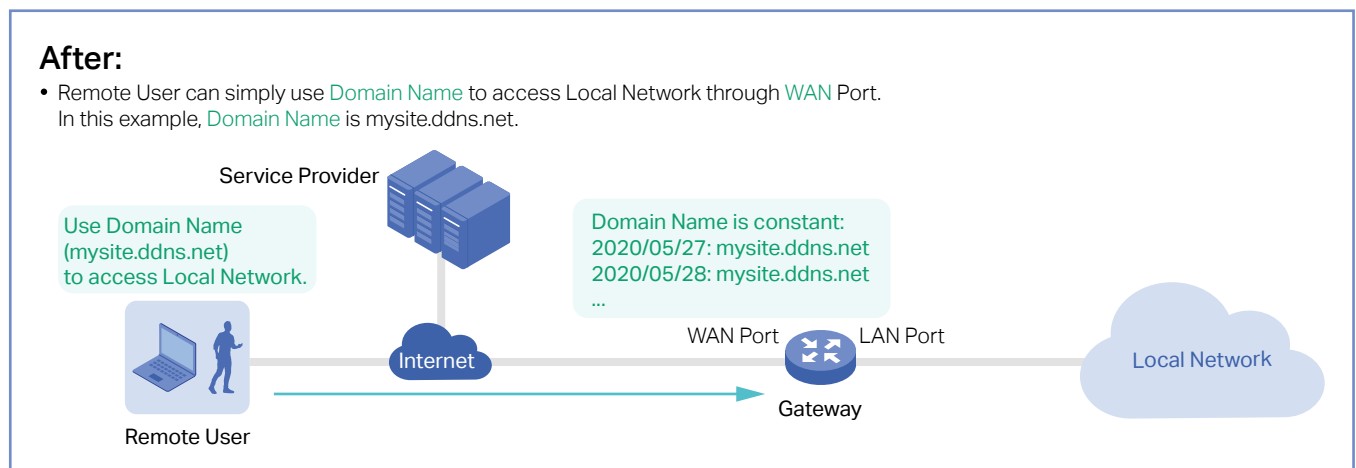 After:
• Remote User can simply use Domain Name to access Local Network through WAN Port.
In this example, Domain Name is mysite.ddns.net.
Service Provider
Use Domain Name
(mysite.ddns.net)
to access Local Network.
Domain Name is constant:
2020/05/27: mysite.ddns.net
2020/05/28: mysite.ddns.net
...
WAN Port
LAN Port
Internet
Local Network
Gateway
Remote User